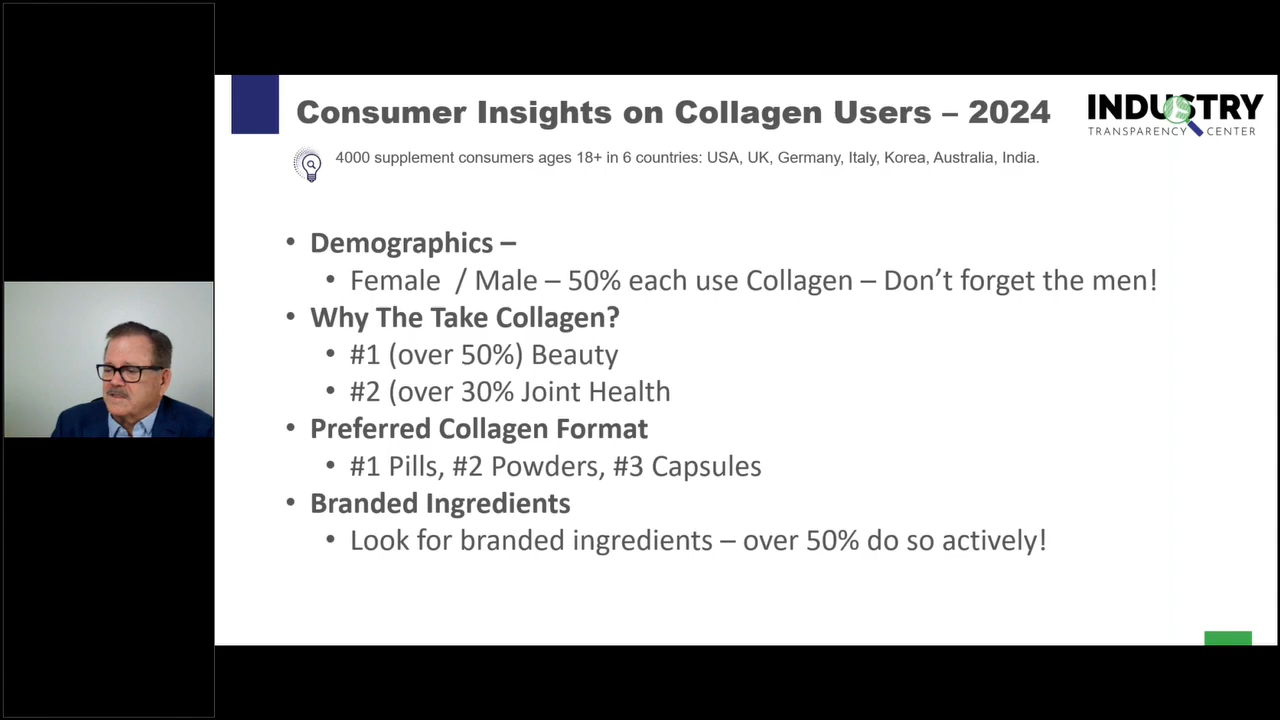 Consumer Insights on Collagen Users – 2024
INDUSTRY
TRANSPARENCY CENTER
4000 supplement consumers ages 18+ in 6 countries: USA, UK, Germany, Italy, Korea, Australia, India.
• Demographics –
• Female / Male – 50% each use Collagen – Don’t forget the men!
• Why The Take Collagen?
• #1 (over 50%) Beauty
• #2 (over 30% Joint Health
• Preferred Collagen Format
• #1 Pills, #2 Powders, #3 Capsules
• Branded Ingredients
• Look for branded ingredients – over 50% do so actively!